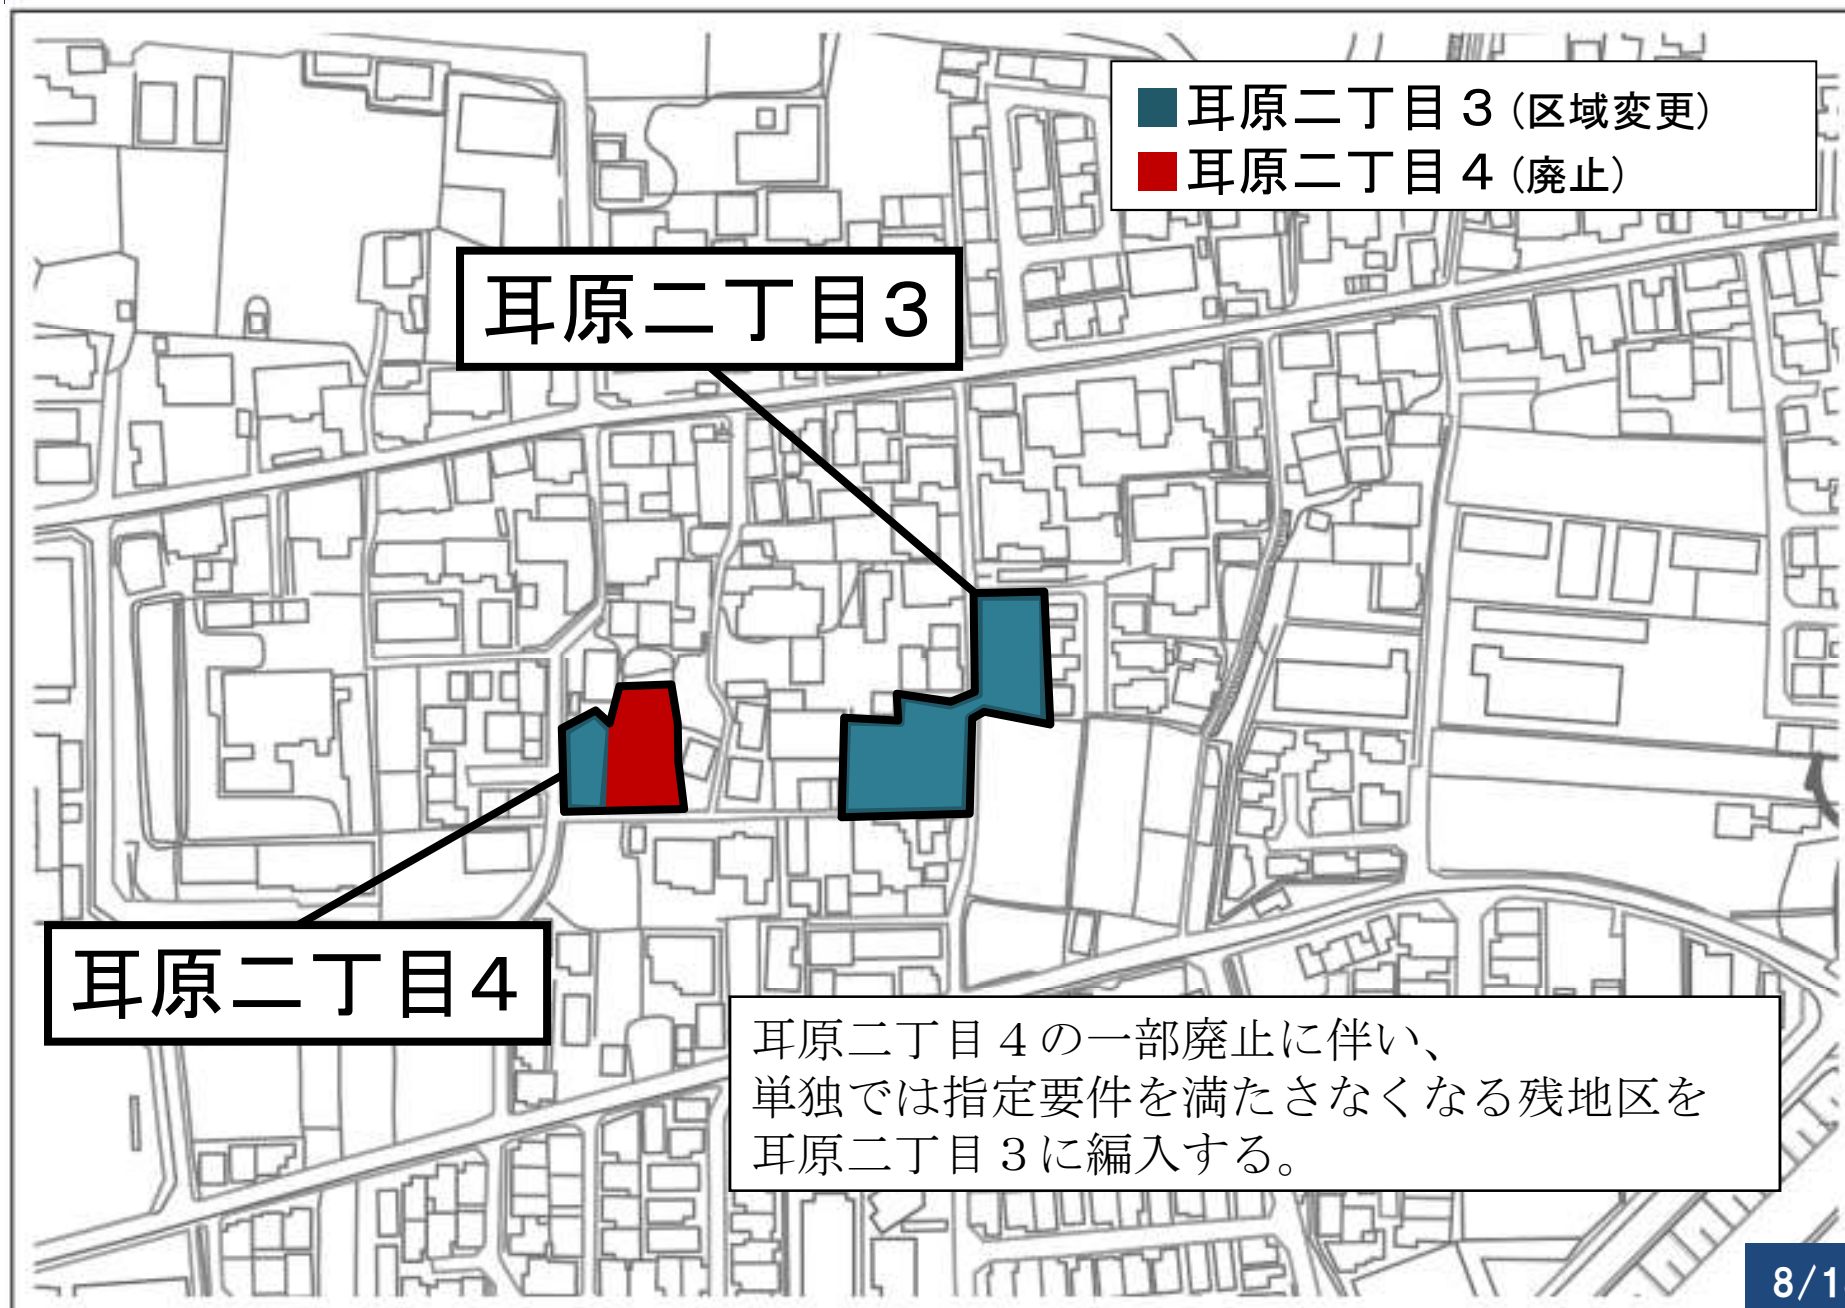 耳原二丁目３（区域変更）
耳原二丁目４（廃止）
耳原二丁目3
耳原二丁目4
耳原二丁目４の一部廃止に伴い、
単独では指定要件を満たさなくなる残地区を
耳原二丁目３に編入する。
8/1